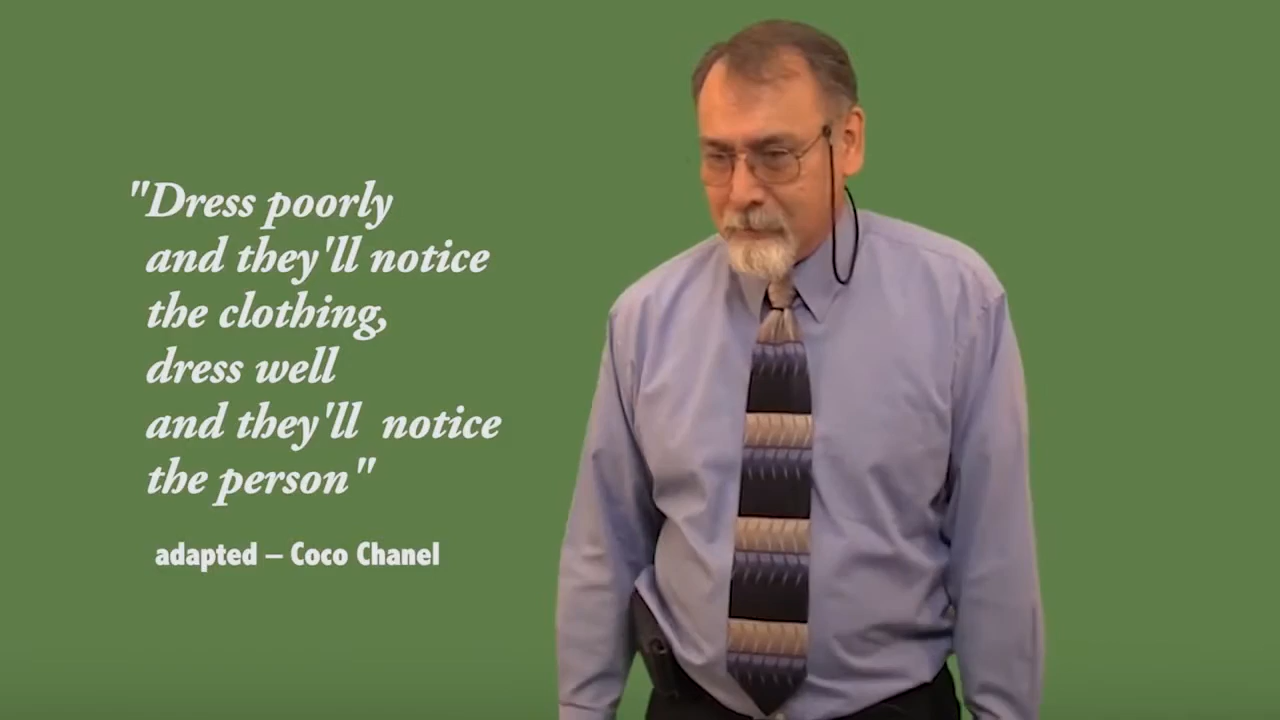 "Dress poorly
and they'll notice
the clothing,
dress well
and they'll  notice
the person"
adapted – Coco Chanel